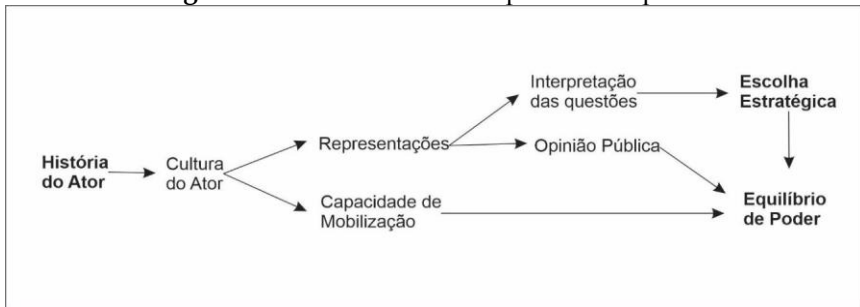 Interpretação
das questões
Escolha
Estratégica
História
do Ator
Cultura
do Ator
Representações
Opinião Pública
Capacidade de
Mobilização
Equilíbrio
de Poder